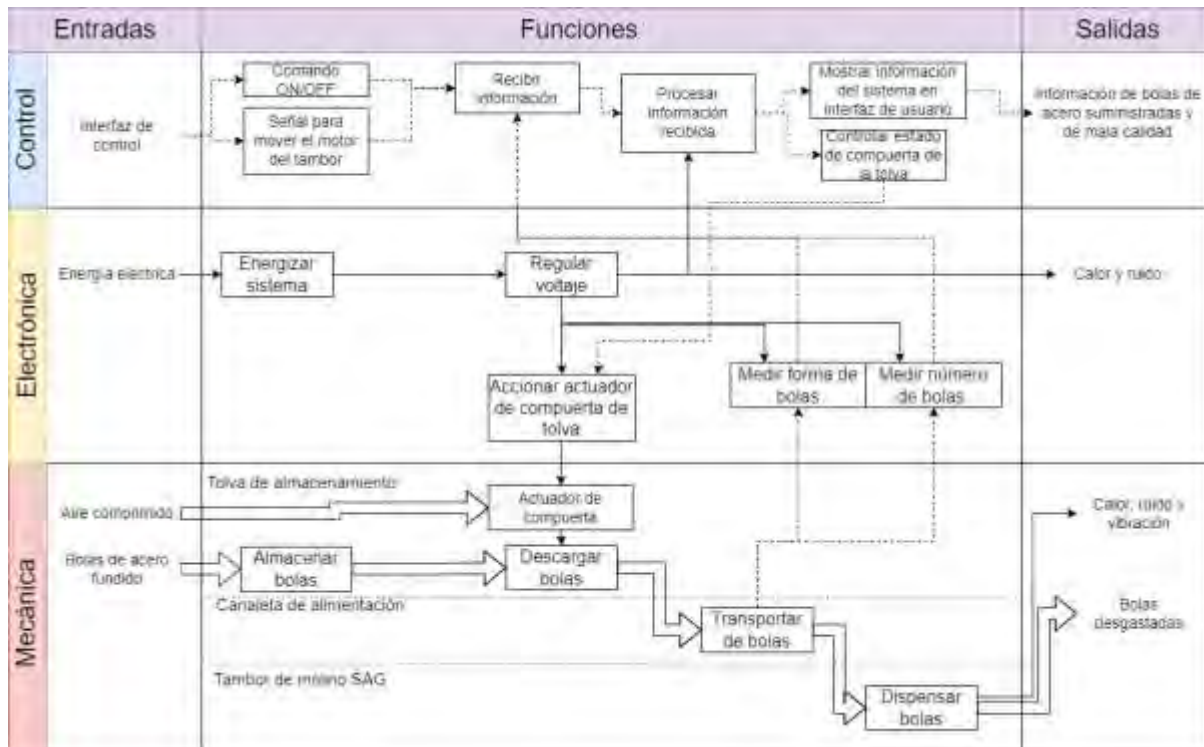 Entradas
Funciones
Salidas
Control
Interfaz de
control
Comando
ON/OFF
Señal para
mover el motor
del tambor
Recibir
información
Procesar
información
recibida
Mostrar información
del sistema en
interfaz de usuario
Controlar estado
de compuerta de
la tolva
Información de bolas de
acero suministradas y
de mala calidad
Electrónica
Energía eléctrica
Energizar
sistema
Regular
voltaje
Calor y ruido
Accionar actuador
de compuerta de
tolva
Medir forma de
bolas
Medir número
de bolas
Mecánica
Tolva de almacenamiento
Aire comprimido
Actuador de
compuerta
Calor, ruido y
vibración
Bolas de acero
fundido
Almacenar
bolas
Descargar
bolas
Canaleta de alimentación
Transportar
de bolas
Bolas
desgastadas
Tambor de molino SAG
Dispensar
bolas